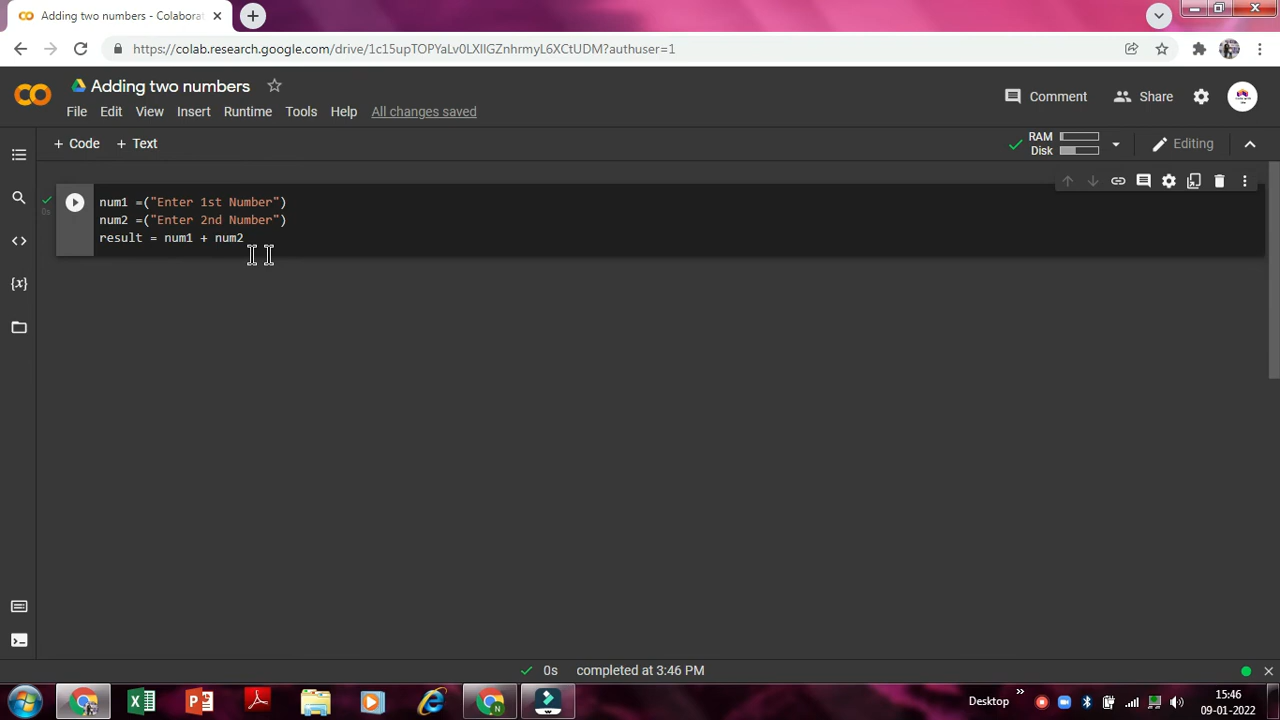 Adding two numbers - Colaborat
https://colab.research.google.com/drive/1c15upTOPYaLv0LXlIGZnhrmyL6XCtUDM?authuser=1
Adding two numbers
File Edit View Insert Runtime Tools Help All changes saved
Comment Share
+ Code + Text
RAM
Disk
Editing
num1 =("Enter 1st Number")
0s
num2 =("Enter 2nd Number")
result = num1 + num2
{x}
0s completed at 3:46 PM
Desktop
15:46
09-01-2022